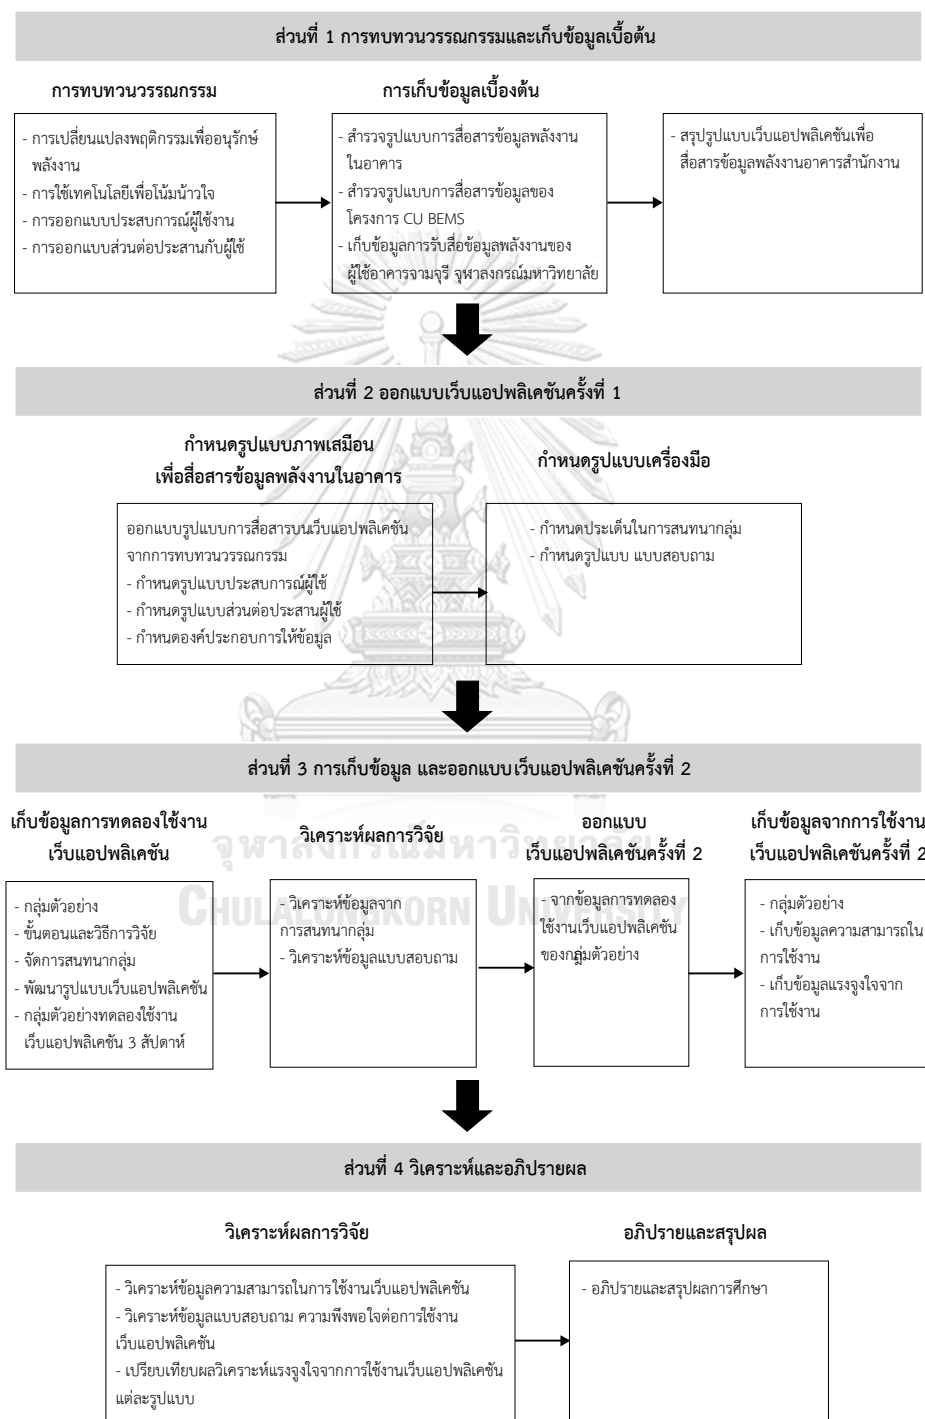 ส่วนที่ 1 การทบทวนวรรณกรรมและเก็บข้อมูลเบื้อต้น
การทบทวนวรรณกรรม
- การเปลี่ยนแปลงพฤติกรรมเพื่ออนุรักษ์
พลังงาน
- การใช้เทคโนโลยีเพื่อโน้มน้าวใจ
- การออกแบบประสบการณ์ผู้ใช้งาน
- การออกแบบส่วนต่อประสานกับผู้ใช้
การเก็บข้อมูลเบื้องต้น
- สำรวจรูปแบบการสื่อสารข้อมูลพลังงาน
ในอาคาร
- สำรวจรูปแบบการสื่อสารข้อมูลของ
โครงการ CU BEMS
- เก็บข้อมูลการรับสื่อข้อมูลพลังงานของ
ผู้ใช้อาคารจามจุรี จุฬาลงกรณ์มหาวิทยาลัย
- สรุปรูปแบบเว็บแอปพลิเคชันเพื่อ
สื่อสารข้อมูลพลังงานอาคารสำนักงาน
ส่วนที่ 2 ออกแบบเว็บแอปพลิเคชันครั้งที่ 1
กำหนดรูปแบบภาพเสมือน
เพื่อสื่อสารข้อมูลพลังงานในอาคาร
ออกแบบรูปแบบการสื่อสารบนเว็บแอปพลิเคชัน
จากการทบทวนวรรณกรรม
- กำหนดรูปแบบประสบการณ์ผู้ใช้
- กำหนดรูปแบบส่วนต่อประสานผู้ใช้
- กำหนดองค์ประกอบการให้ข้อมูล
กำหนดรูปแบบเครื่องมือ
- กำหนดประเด็นในการสนทนากลุ่ม
- กำหนดรูปแบบ แบบสอบถาม
ส่วนที่ 3 การเก็บข้อมูล และออกแบบเว็บแอปพลิเคชันครั้งที่ 2
เก็บข้อมูลการทดลองใช้งาน
เว็บแอปพลิเคชัน
- กลุ่มตัวอย่าง
- ขั้นตอนและวิธีการวิจัย
- จัดการสนทนากลุ่ม
- พัฒนารูปแบบเว็บแอปพลิเคชัน
- กลุ่มตัวอย่างทดลองใช้งาน
เว็บแอปพลิเคชัน 3 สัปดาห์
วิเคราะห์ผลการวิจัย
- วิเคราะห์ข้อมูลจาก
การสนทนากลุ่ม
- วิเคราะห์ข้อมูลแบบสอบถาม
ออกแบบ
เว็บแอปพลิเคชันครั้งที่ 2
- จากข้อมูลการทดลอง
ใช้งานเว็บแอปพลิเคชัน
ของกลุ่มตัวอย่าง
เก็บข้อมูลจากการใช้งาน
เว็บแอปพลิเคชันครั้งที่ 2
- กลุ่มตัวอย่าง
- เก็บข้อมูลความสามารถใน
การใช้งาน
- เก็บข้อมูลแรงจูงใจจาก
การใช้งาน
จุฬาลงกรณ์มหาวิทยาลัย
CHULALONGKORN UNIVERSITY
ส่วนที่ 4 วิเคราะห์และอภิปรายผล
วิเคราะห์ผลการวิจัย
- วิเคราะห์ข้อมูลความสามารถในการใช้งานเว็บแอปพลิเคชัน
- วิเคราะห์ข้อมูลแบบสอบถาม ความพึงพอใจต่อการใช้งาน
เว็บแอปพลิเคชัน
- เปรียบเทียบผลวิเคราะห์แรงจูงใจจากการใช้งานเว็บแอปพลิเคชัน
แต่ละรูปแบบ
อภิปรายและสรุปผล
- อภิปรายและสรุปผลการศึกษา